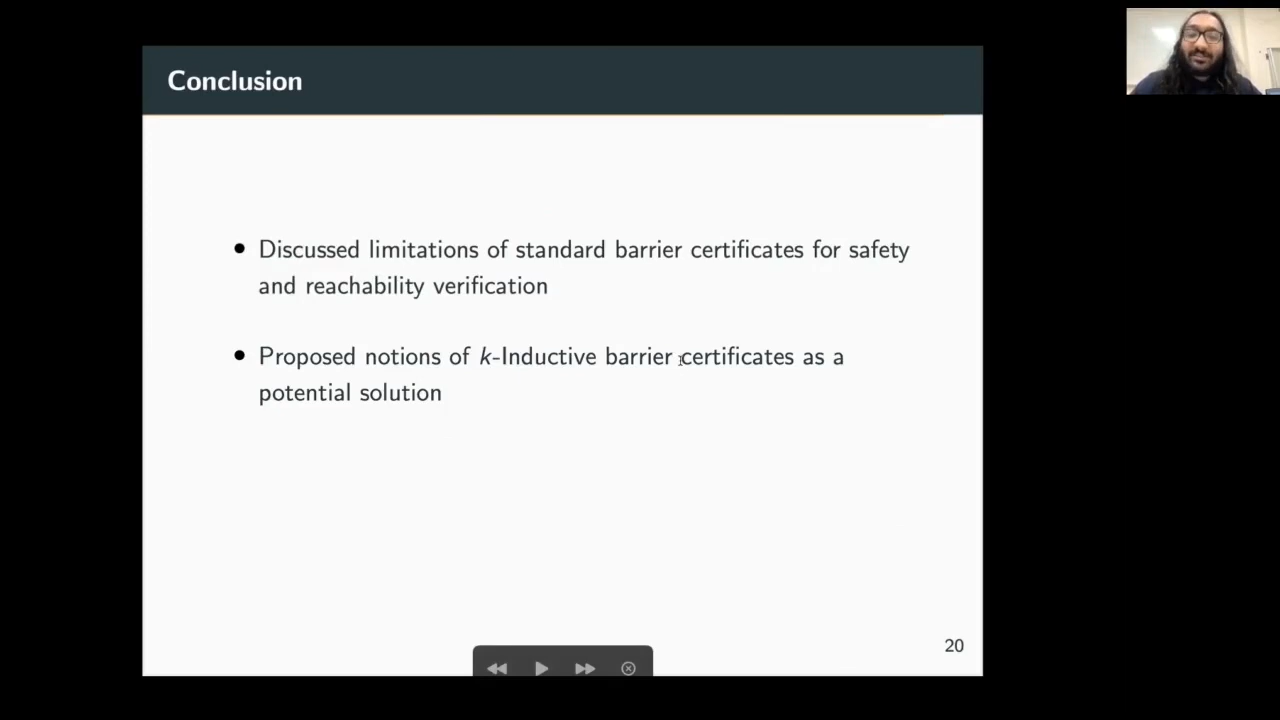 Conclusion
• Discussed limitations of standard barrier certificates for safety
and reachability verification
• Proposed notions of k-Inductive barrier certificates as a
potential solution
20